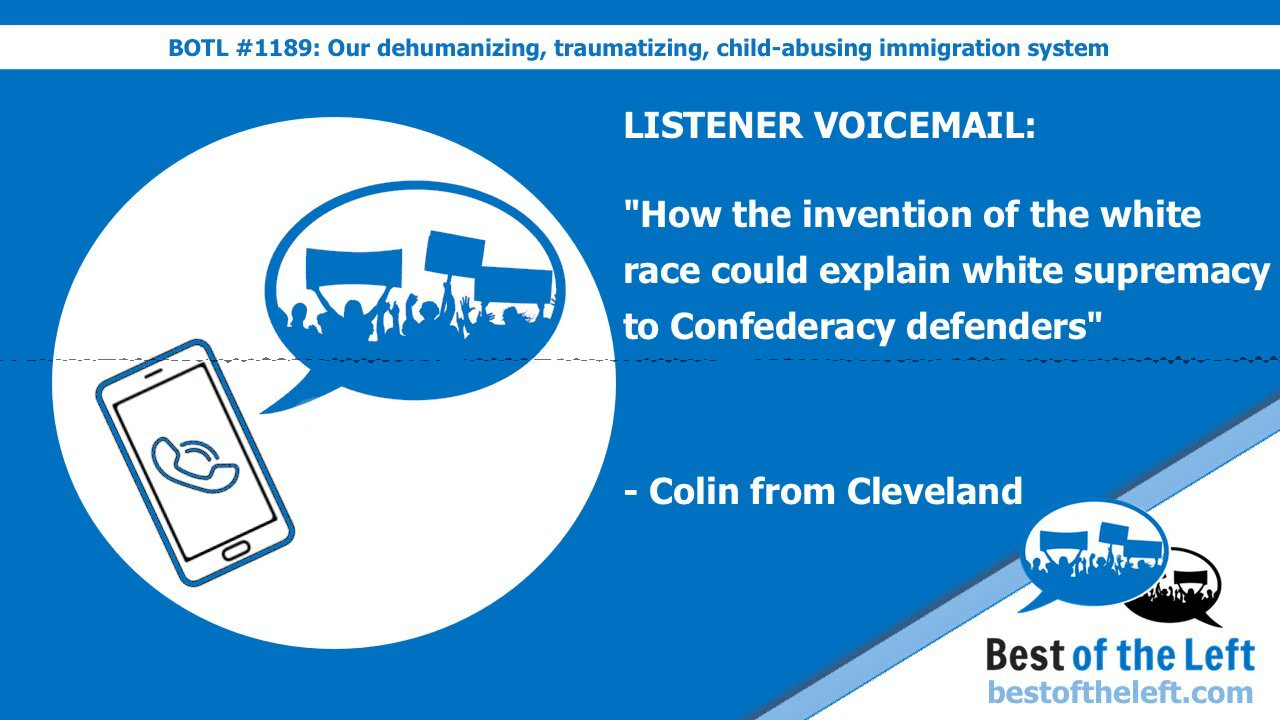 BOTL #1189: Our dehumanizing, traumatizing, child-abusing immigration system
LISTENER VOICEMAIL:
"How the invention of the white
race could explain white supremacy
to Confederacy defenders"
- Colin from Cleveland
Best of the Left
bestoftheleft.com